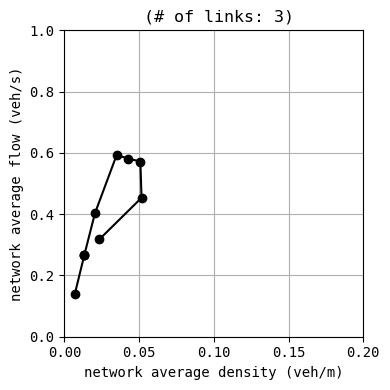 (# of links: 3)
1.0
0.8
0.6
0.4
0.2
0.0
network average flow (veh/s)
0.00 0.05 0.10 0.15 0.20
network average density (veh/m)